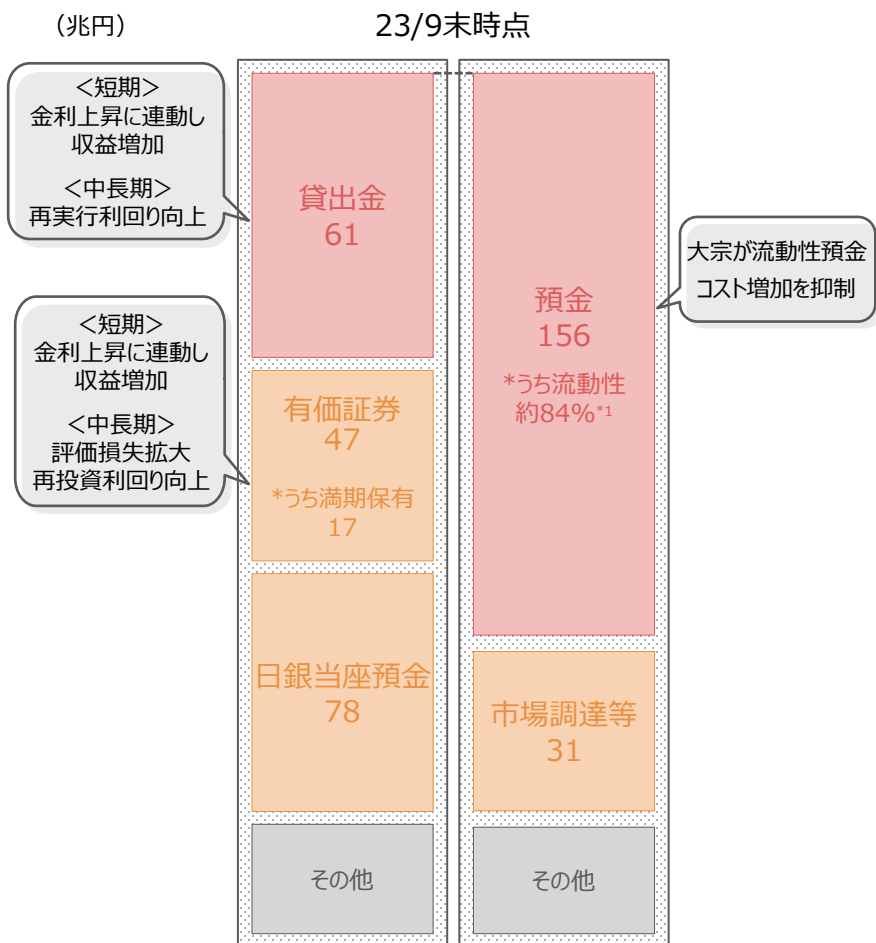 （兆円）
23/9末時点
＜短期＞
金利上昇に連動し
収益増加
＜中長期＞
再実行利回り向上
貸出金
61
＜短期＞
金利上昇に連動し
収益増加
＜中長期＞
評価損失拡大
再投資利回り向上
有価証券
47
*うち満期保有
17
日銀当座預金
78
その他
預金
156
*うち流動性
約84%*1
大宗が流動性預金
コスト増加を抑制
市場調達等
31
その他